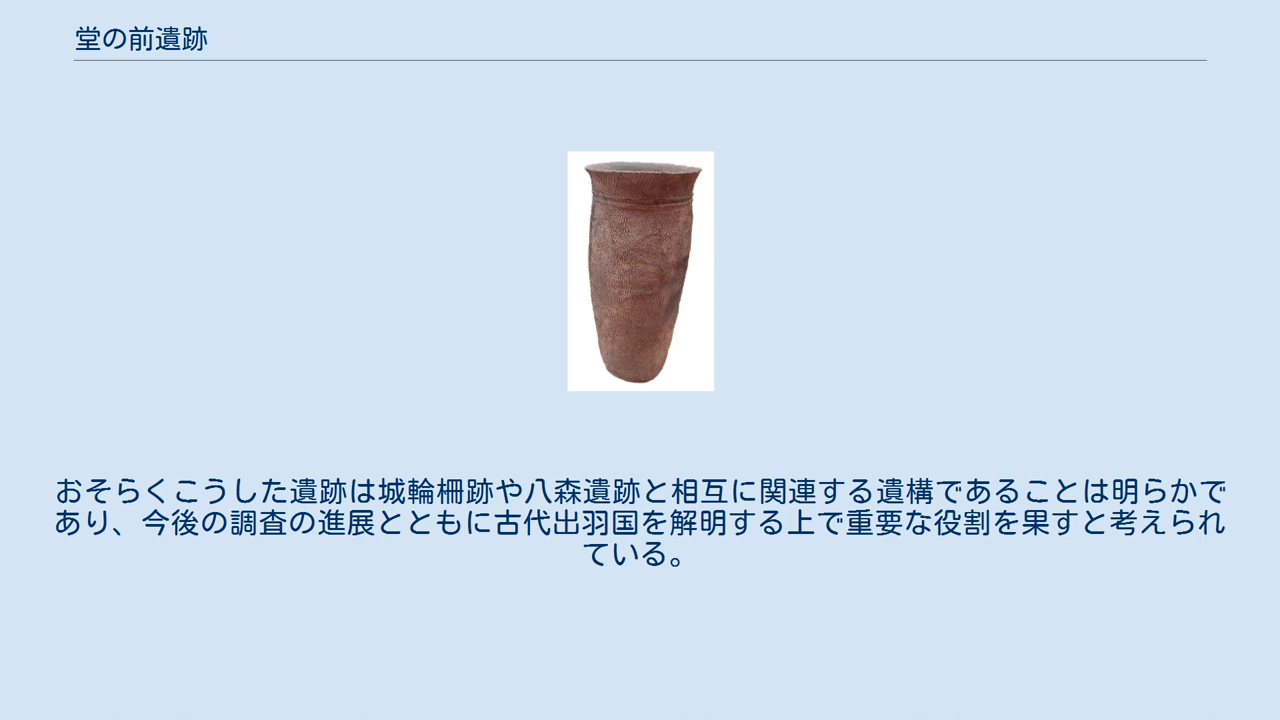 堂の前遺跡
おそらくこうした遺跡は城輪柵跡や八森遺跡と相互に関連する遺構であることは明らかで
あり、今後の調査の進展とともに古代出羽国を解明する上で重要な役割を果すと考えられ
ている。